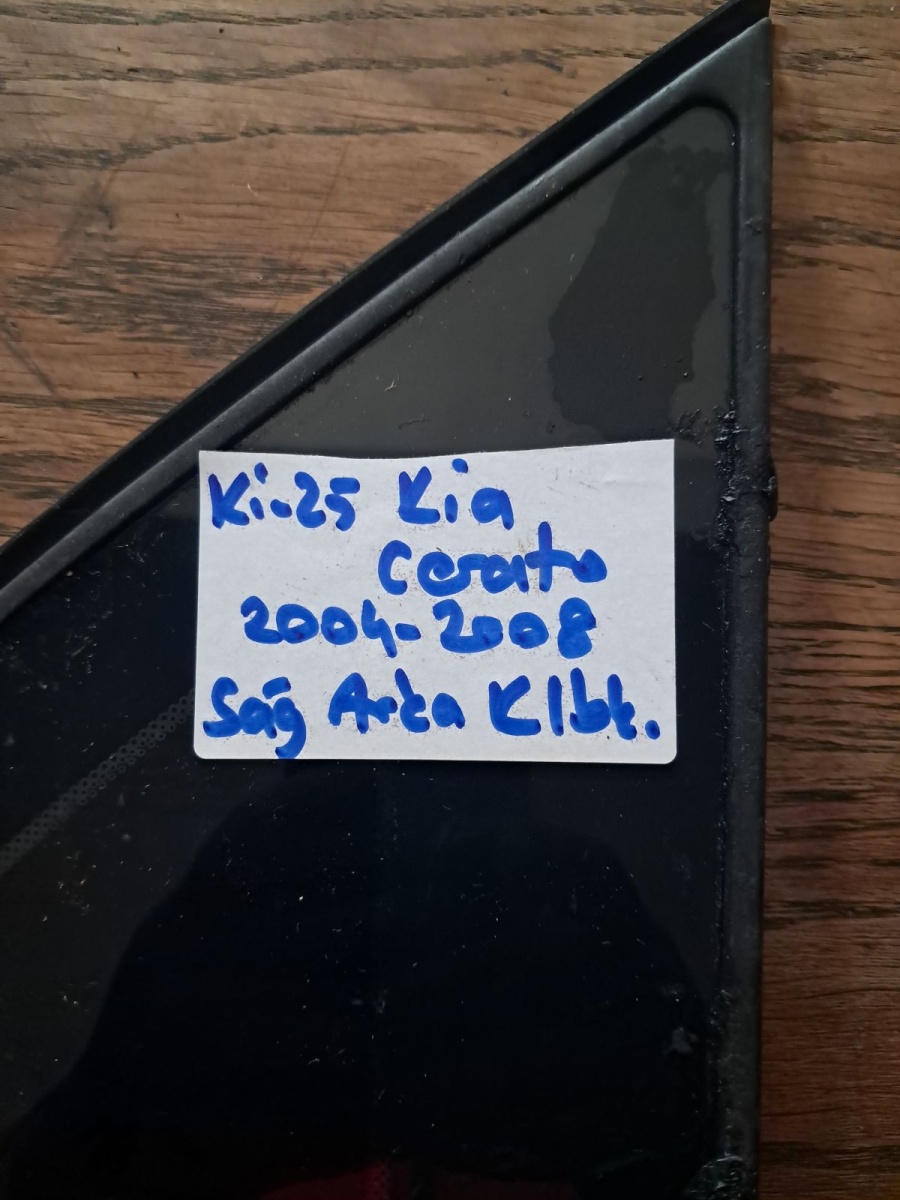 Ki-25 Kia
Cerato
2004-2008
Sağ Arka Klbt.